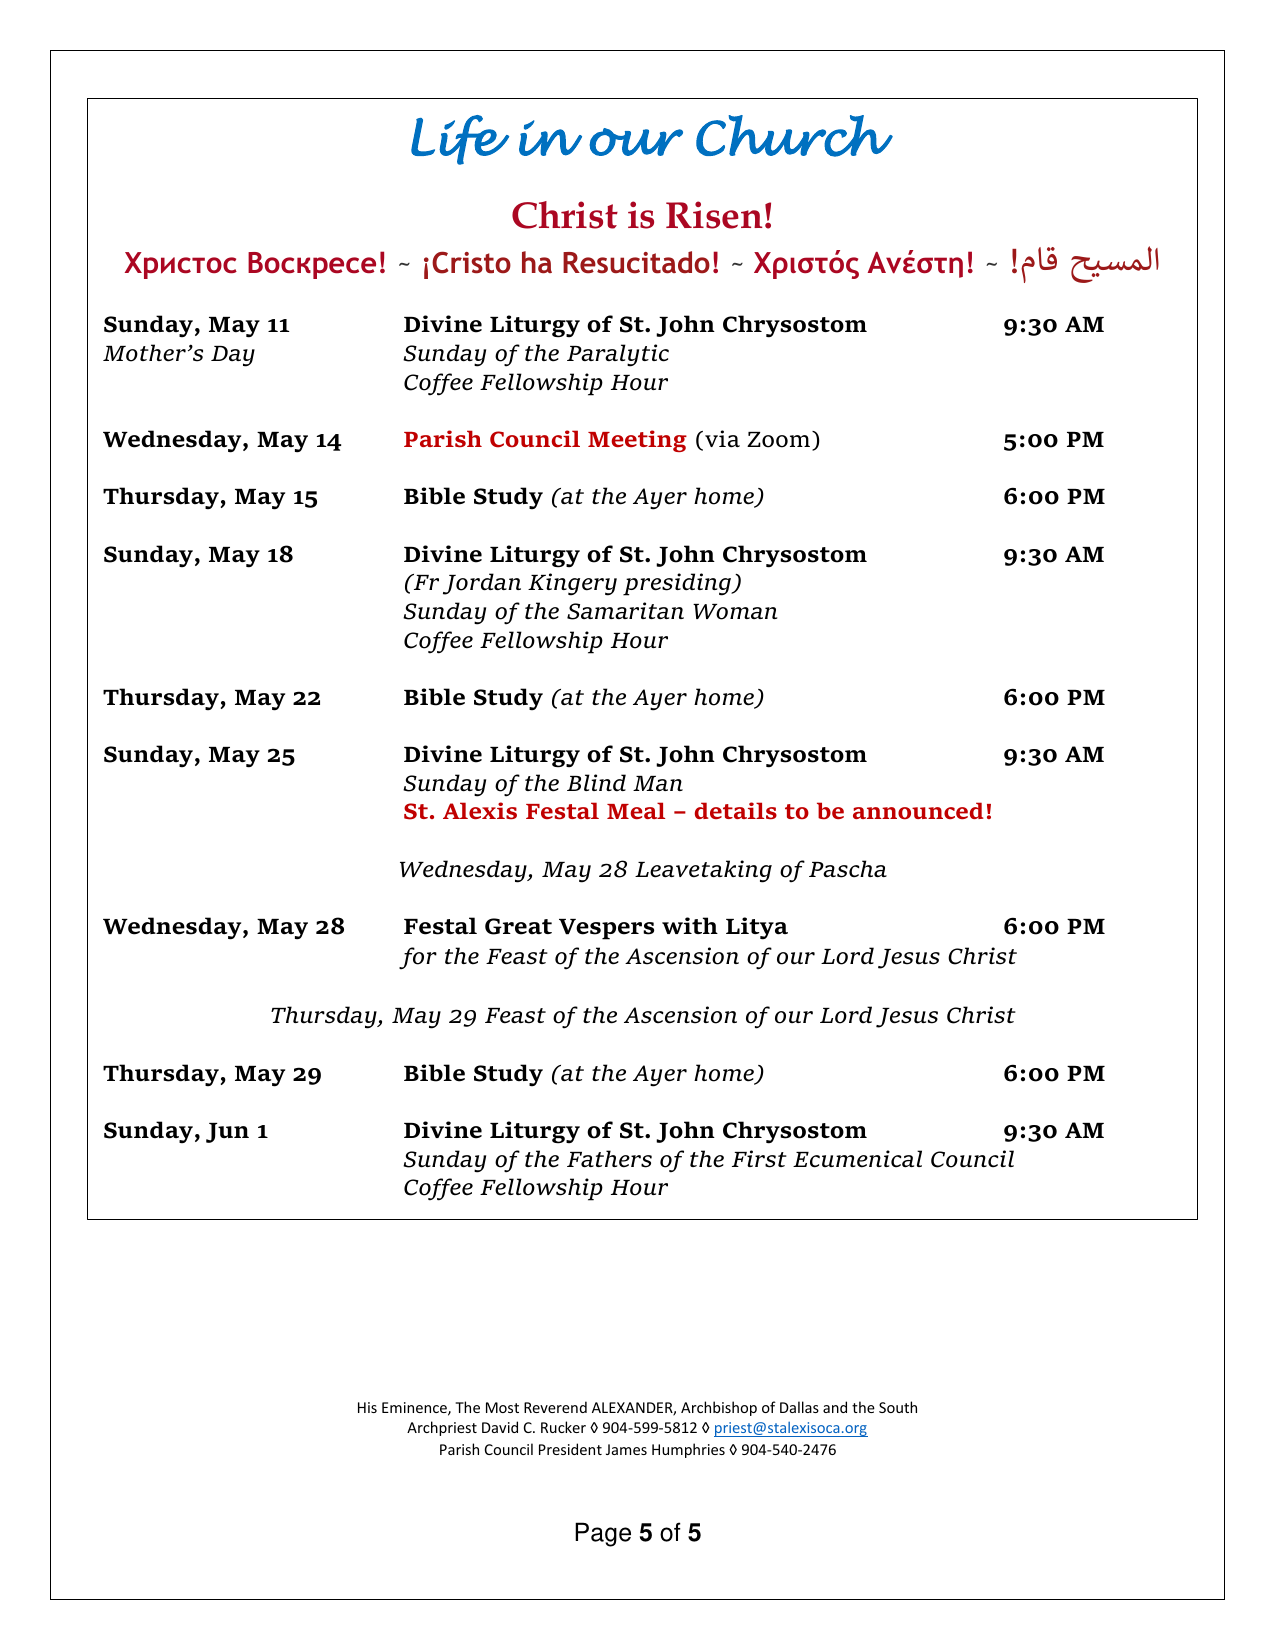 Life in our Church
Christ is Risen!
Христос Воскресе! ~ ¡Cristo ha Resucitado! ~ Χριστός Ανέστη! ~ المسيح قام!
Sunday, May 11 Divine Liturgy of St. John Chrysostom 9:30 AM
Mother’s Day Sunday of the Paralytic
Coffee Fellowship Hour
Wednesday, May 14 Parish Council Meeting (via Zoom) 5:00 PM
Thursday, May 15 Bible Study (at the Ayer home) 6:00 PM
Sunday, May 18 Divine Liturgy of St. John Chrysostom 9:30 AM
(Fr Jordan Kingery presiding)
Sunday of the Samaritan Woman
Coffee Fellowship Hour
Thursday, May 22 Bible Study (at the Ayer home) 6:00 PM
Sunday, May 25 Divine Liturgy of St. John Chrysostom 9:30 AM
Sunday of the Blind Man
St. Alexis Festal Meal – details to be announced!
Wednesday, May 28 Leavetaking of Pascha
Wednesday, May 28 Festal Great Vespers with Litya 6:00 PM
for the Feast of the Ascension of our Lord Jesus Christ
Thursday, May 29 Feast of the Ascension of our Lord Jesus Christ
Thursday, May 29 Bible Study (at the Ayer home) 6:00 PM
Sunday, Jun 1 Divine Liturgy of St. John Chrysostom 9:30 AM
Sunday of the Fathers of the First Ecumenical Council
Coffee Fellowship Hour
His Eminence, The Most Reverend ALEXANDER, Archbishop of Dallas and the South
Archpriest David C. Rucker ◊ 904-599-5812 ◊ priest@stalexisoca.org
Parish Council President James Humphries ◊ 904-540-2476
Page 5 of 5